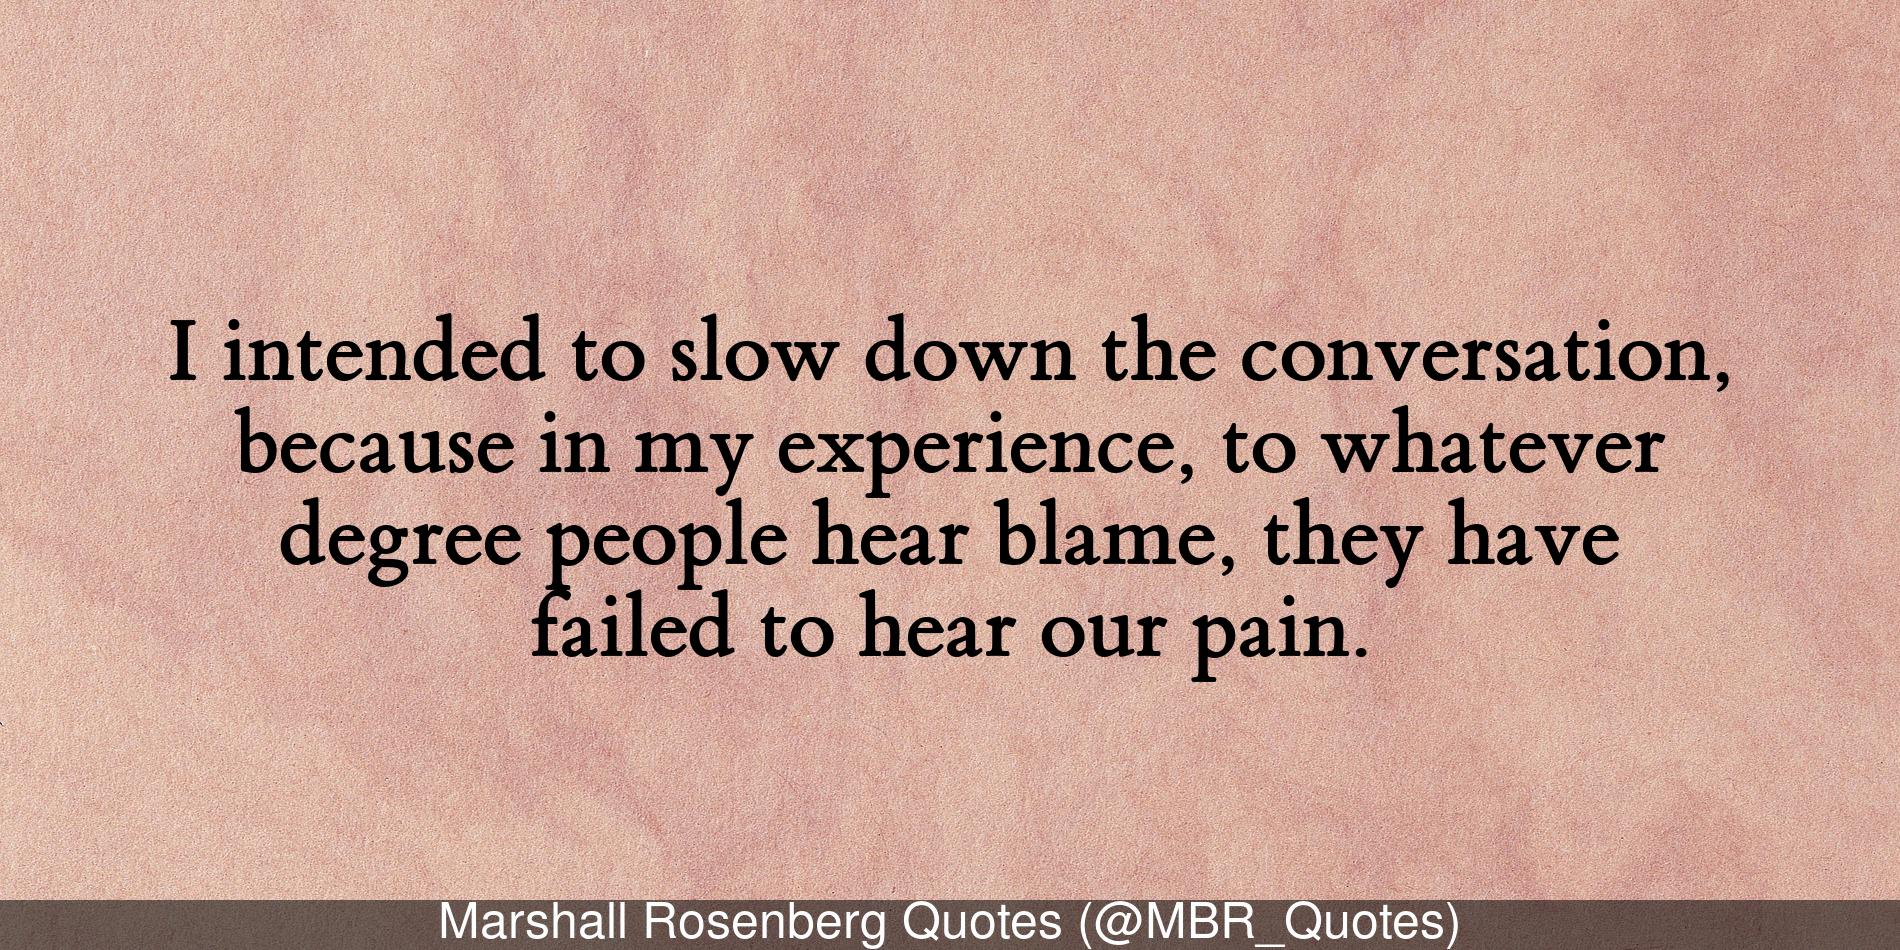 I intended to slow down the conversation,
because in my experience, to whatever
degree people hear blame, they have
failed to hear our pain.
Marshall Rosenberg Quotes (@MBR_Quotes)